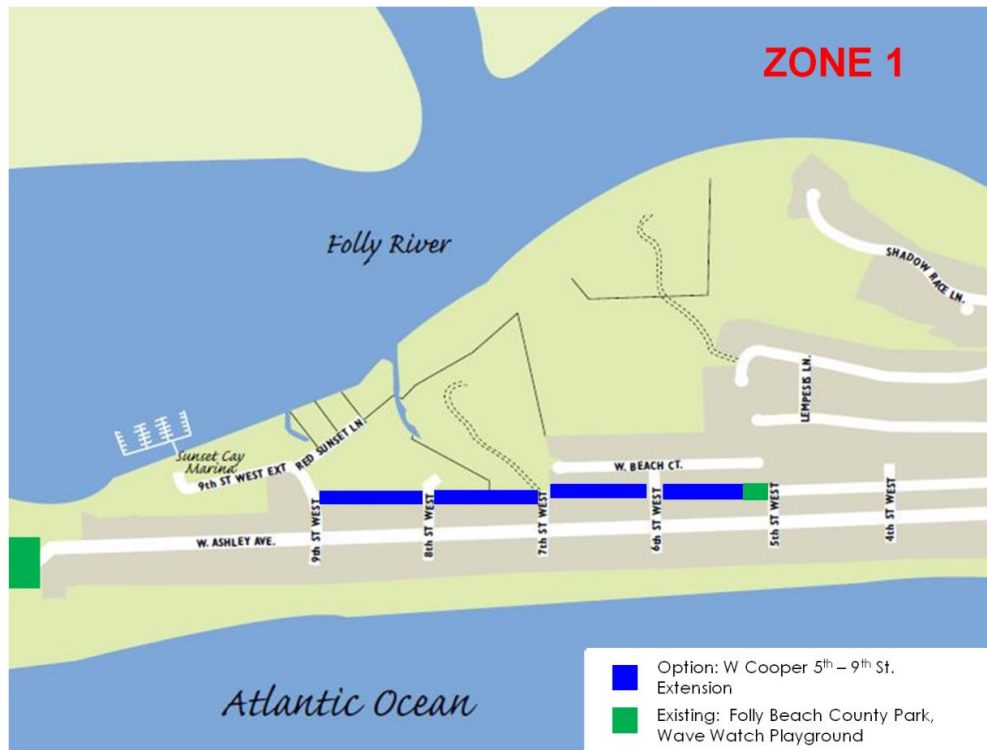 ZONE 1
Folly River
SHADOW RACE LN.
LEMPESIS LN.
Sunset Cay
Marina
9th ST WEST EXT
RED SUNSET LN.
W. BEACH CT.
9th ST WEST
8th ST WEST
7th ST WEST
6th ST WEST
5th ST WEST
4th ST WEST
W. ASHLEY AVE.
Atlantic Ocean
Option: W Cooper 5th – 9th St.
Extension
Existing: Folly Beach County Park,
Wave Watch Playground